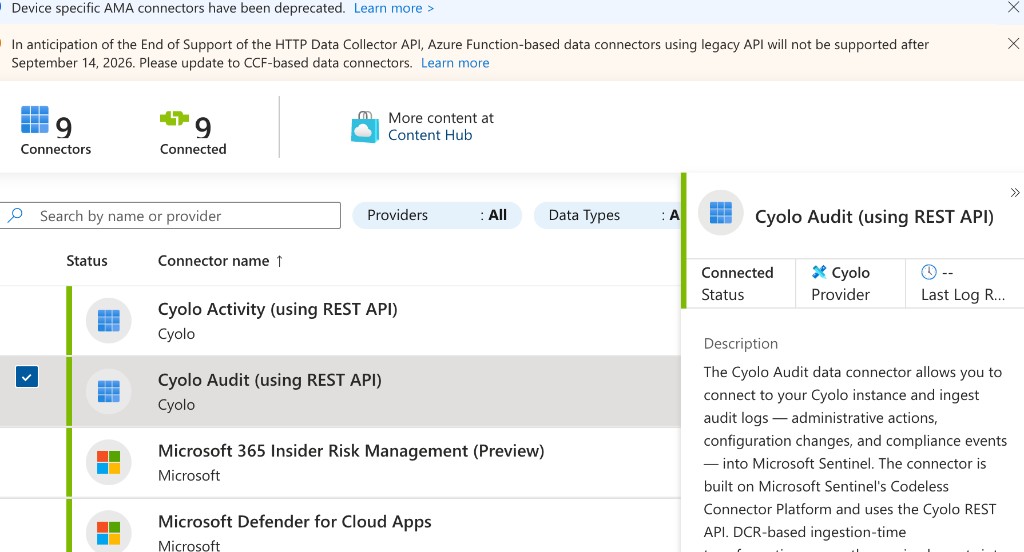 Device specific AMA connectors have been deprecated. Learn more >
In anticipation of the End of Support of the HTTP Data Collector API, Azure Function-based data connectors using legacy API will not be supported after
September 14, 2026. Please update to CCF-based data connectors. Learn more
9
Connectors
9
Connected
More content at
Content Hub
Search by name or provider
Providers : All
Data Types : A
Status
Connector name ↑
Cyolo Activity (using REST API)
Cyolo
Cyolo Audit (using REST API)
Cyolo
Microsoft 365 Insider Risk Management (Preview)
Microsoft
Microsoft Defender for Cloud Apps
Microsoft
»
Cyolo Audit (using REST API)
Connected
Status
Cyolo
Provider
--
Last Log R...
Description
The Cyolo Audit data connector allows you to
connect to your Cyolo instance and ingest
audit logs — administrative actions,
configuration changes, and compliance events
— into Microsoft Sentinel. The connector is
built on Microsoft Sentinel's Codeless
Connector Platform and uses the Cyolo REST
API. DCR-based ingestion-time